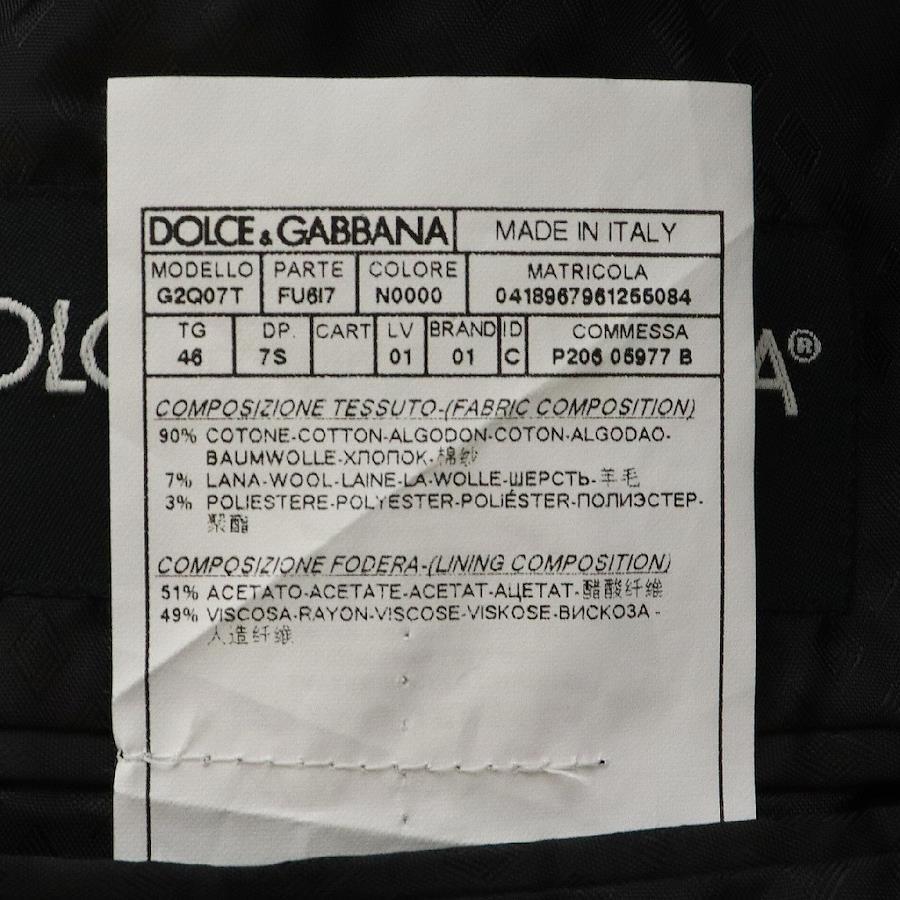 DOLCE & GABBANA MADE IN ITALY
MODELLO PARTE COLORE MATRICOLA
G2Q07T FU6I7 N0000 0418967961255084
TG DP. CART LV BRAND ID COMMESSA
46 7S 01 01 C P206 05977 B
COMPOSIZIONE TESSUTO-(FABRIC COMPOSITION)
90% COTONE-COTTON-ALGODON-COTON-ALGODAO-
BAUMWOLLE-ХЛОПОК-棉纱
7% LANA-WOOL-LAINE-LA-WOLLE-ШЕРСТЬ-羊毛
3% POLIESTERE-POLYESTER-POLIÉSTER-ПОЛИЭСТЕР-
聚酯
COMPOSIZIONE FODERA-(LINING COMPOSITION)
51% ACETATO-ACETATE-ACETAT-АЦЕТАТ-醋酸纤维
49% VISCOSA-RAYON-VISCOSE-VISKOSE-ВИСКОЗА-
人造纤维